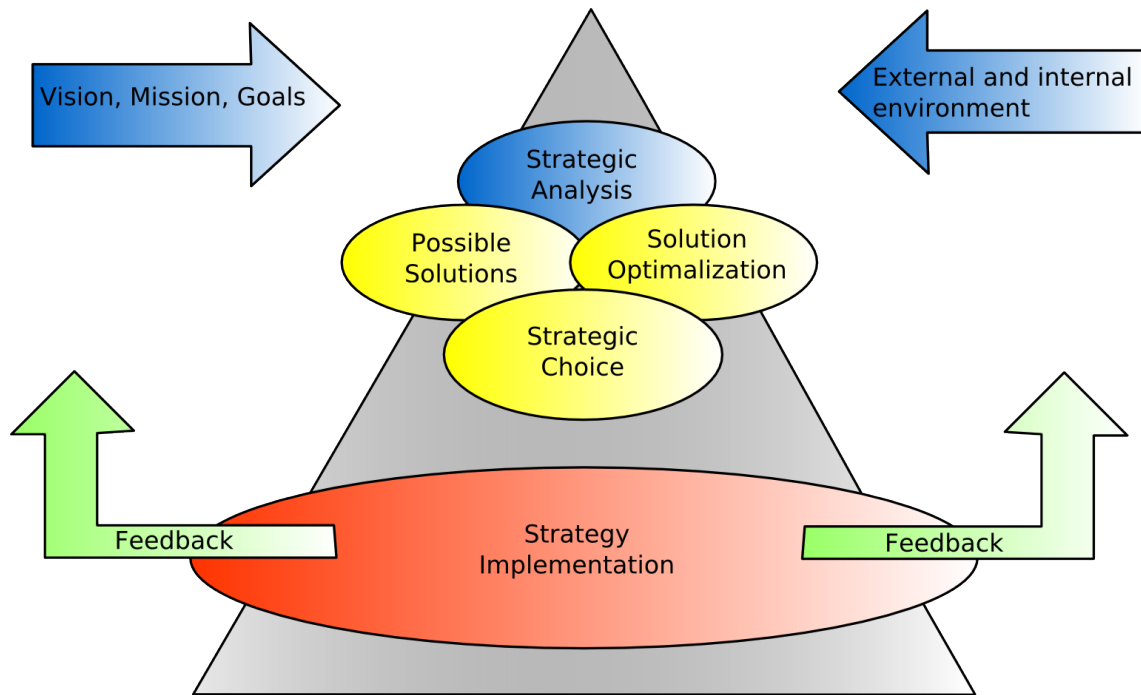 Vision, Mission, Goals
External and internal
environment
Strategic
Analysis
Possible
Solutions
Solution
Optimalization
Strategic
Choice
Strategy
Implementation
Feedback
Feedback